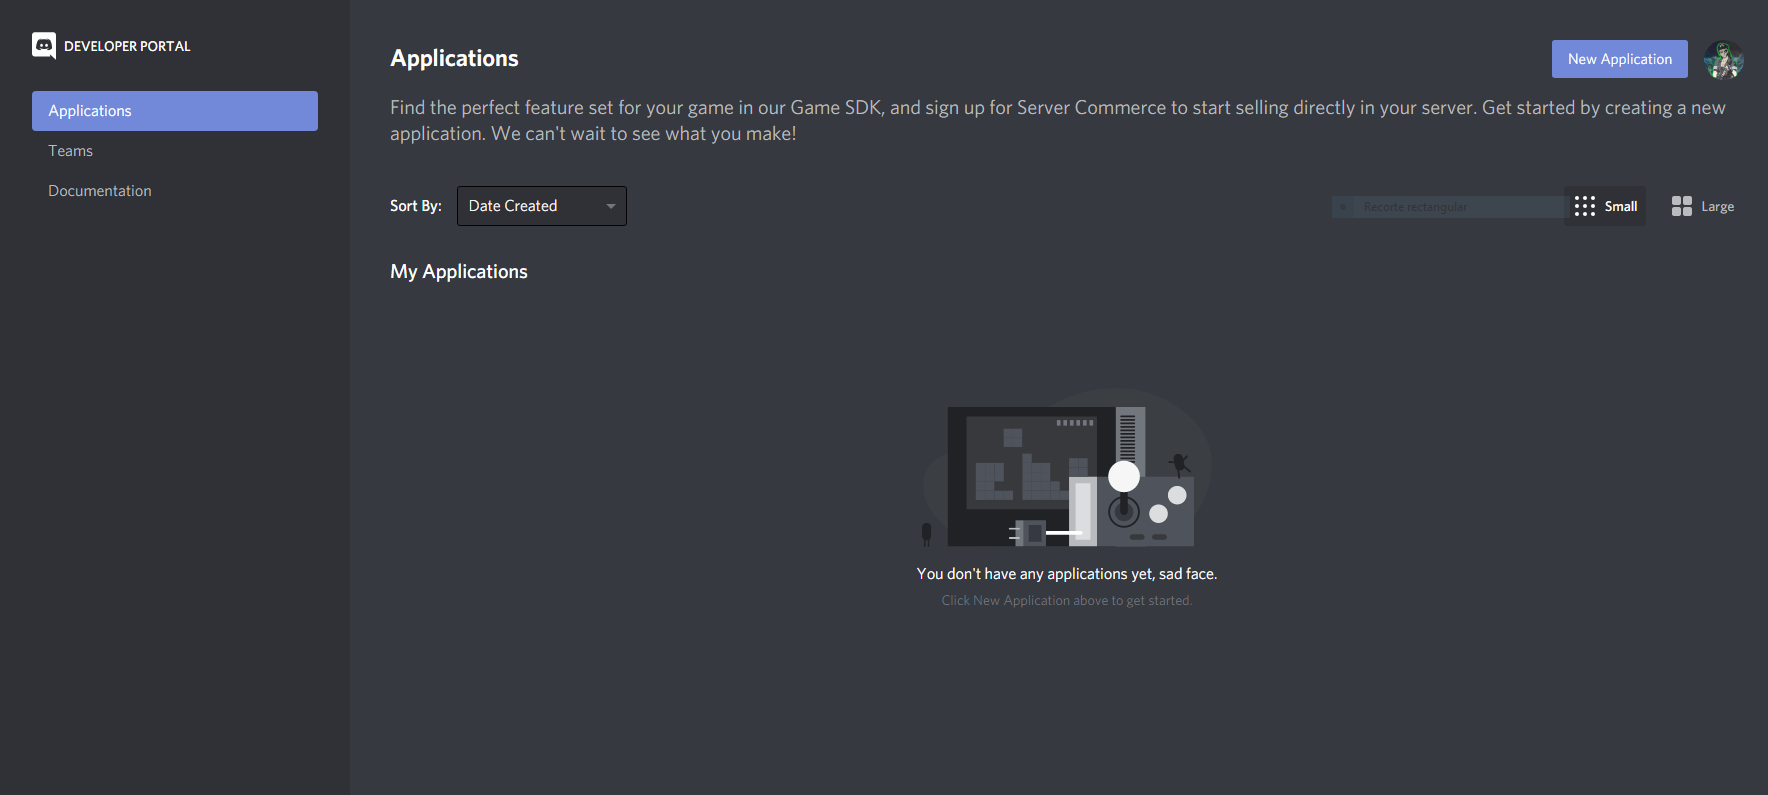 DEVELOPER PORTAL
Applications
Teams
Documentation
Applications
New Application
Find the perfect feature set for your game in our Game SDK, and sign up for Server Commerce to start selling directly in your server. Get started by creating a new
application. We can't wait to see what you make!
Sort By:
Date Created
Recorte rectangular
Small
Large
My Applications
You don't have any applications yet, sad face.
Click New Application above to get started.